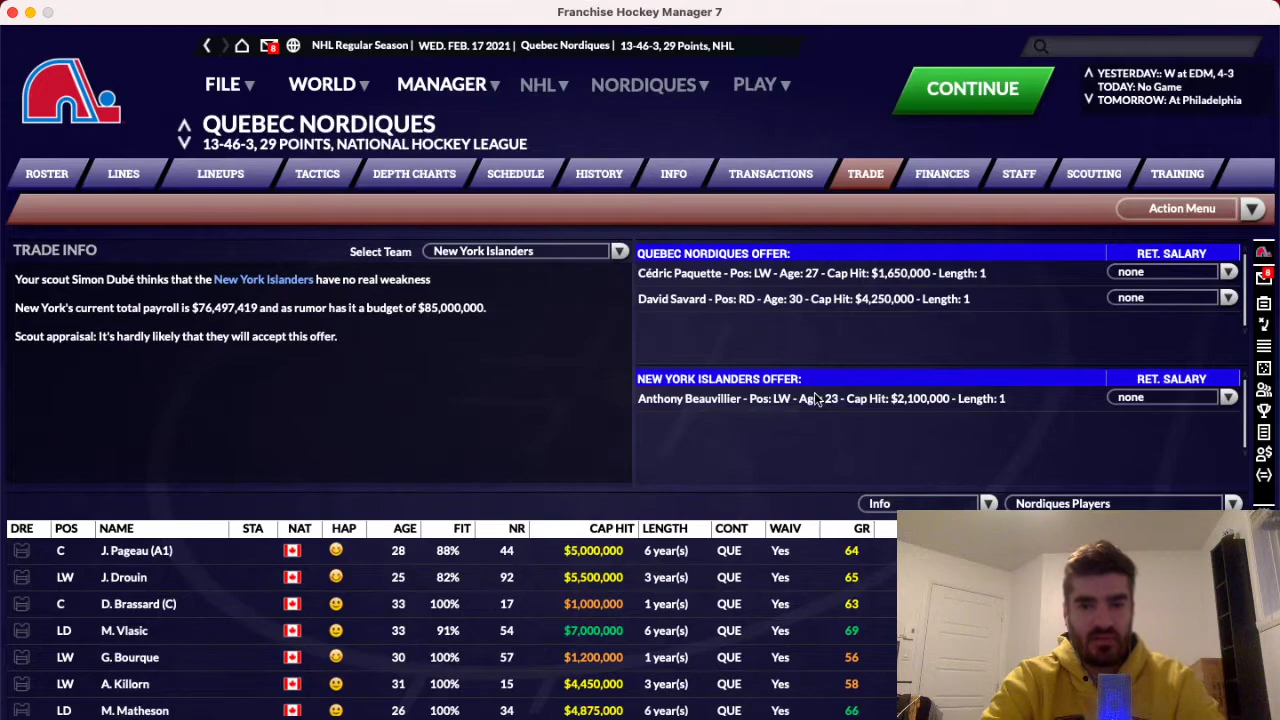 Franchise Hockey Manager 7
8
NHL Regular Season | WED. FEB. 17 2021 | Quebec Nordiques | 13-46-3, 29 Points, NHL
FILE WORLD MANAGER NHL NORDIQUES PLAY
CONTINUE
YESTERDAY:: W at EDM, 4-3
TODAY: No Game
TOMORROW: At Philadelphia
QUEBEC NORDIQUES
13-46-3, 29 POINTS, NATIONAL HOCKEY LEAGUE
ROSTER LINES LINEUPS TACTICS DEPTH CHARTS SCHEDULE HISTORY INFO TRANSACTIONS TRADE FINANCES STAFF SCOUTING TRAINING
Action Menu
TRADE INFO
Select Team New York Islanders
Your scout Simon Dubé thinks that the New York Islanders have no real weakness
New York's current total payroll is $76,497,419 and as rumor has it a budget of $85,000,000.
Scout appraisal: It's hardly likely that they will accept this offer.
QUEBEC NORDIQUES OFFER: RET. SALARY
Cédric Paquette - Pos: LW - Age: 27 - Cap Hit: $1,650,000 - Length: 1 none
David Savard - Pos: RD - Age: 30 - Cap Hit: $4,250,000 - Length: 1 none
NEW YORK ISLANDERS OFFER: RET. SALARY
Anthony Beauvillier - Pos: LW - Age: 23 - Cap Hit: $2,100,000 - Length: 1 none
8
Info Nordiques Players
DRE POS NAME STA NAT HAP AGE FIT NR CAP HIT LENGTH CONT WAIV GR
C J. Pageau (A1) 28 88% 44 $5,000,000 6 year(s) QUE Yes 64
LW J. Drouin 25 82% 92 $5,500,000 3 year(s) QUE Yes 65
C D. Brassard (C) 33 100% 17 $1,000,000 1 year(s) QUE Yes 63
LD M. Vlasic 33 91% 54 $7,000,000 6 year(s) QUE Yes 69
LW G. Bourque 30 100% 57 $1,200,000 1 year(s) QUE Yes 56
LW A. Killorn 31 100% 15 $4,450,000 3 year(s) QUE Yes 58
LD M. Matheson 26 100% 34 $4,875,000 6 year(s) QUE Yes 66